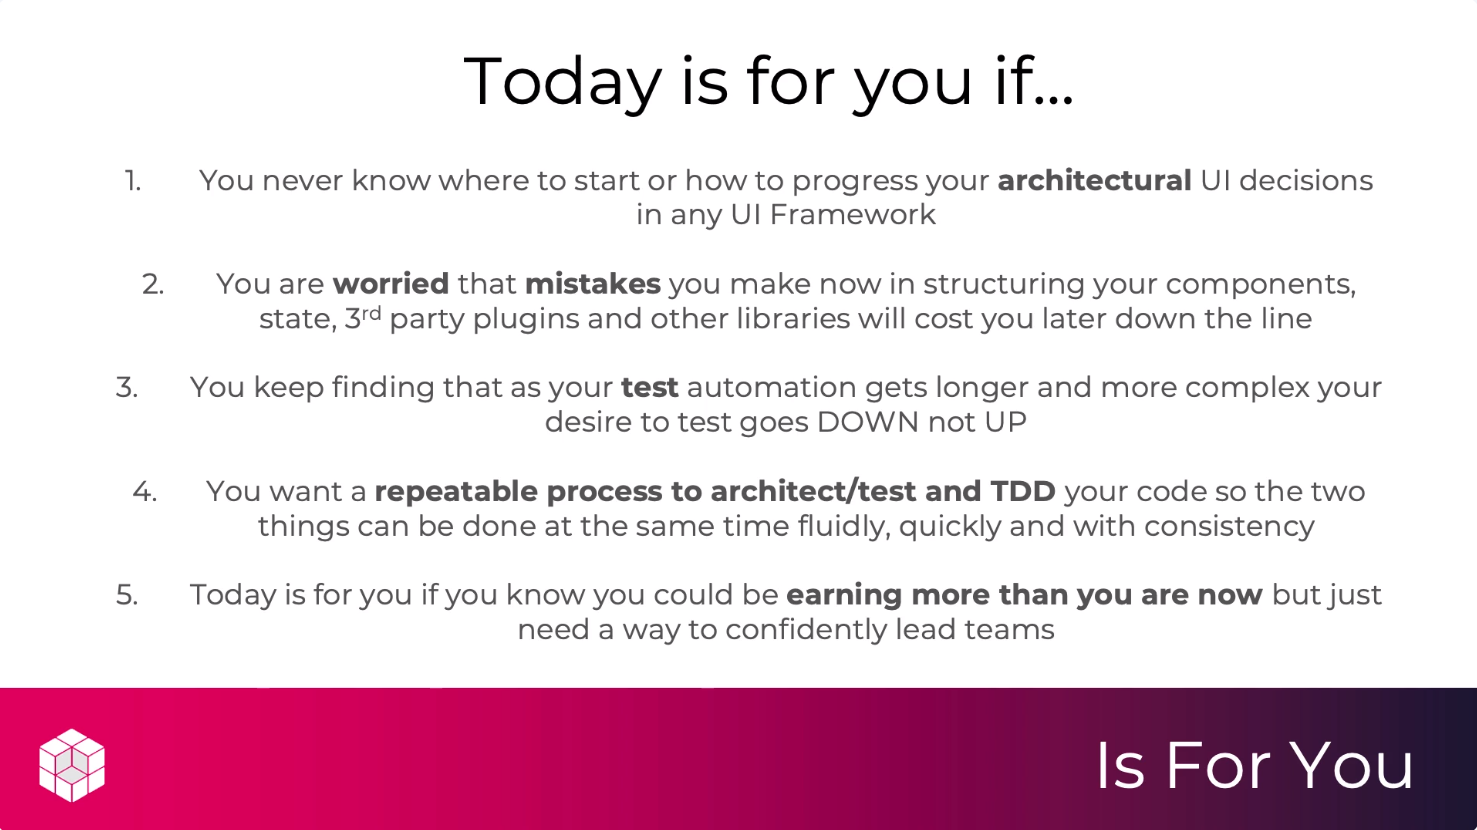 Today is for you if...
1. You never know where to start or how to progress your architectural UI decisions
in any UI Framework
2. You are worried that mistakes you make now in structuring your components,
state, 3rd party plugins and other libraries will cost you later down the line
3. You keep finding that as your test automation gets longer and more complex your
desire to test goes DOWN not UP
4. You want a repeatable process to architect/test and TDD your code so the two
things can be done at the same time fluidly, quickly and with consistency
5. Today is for you if you know you could be earning more than you are now but just
need a way to confidently lead teams
Is For You